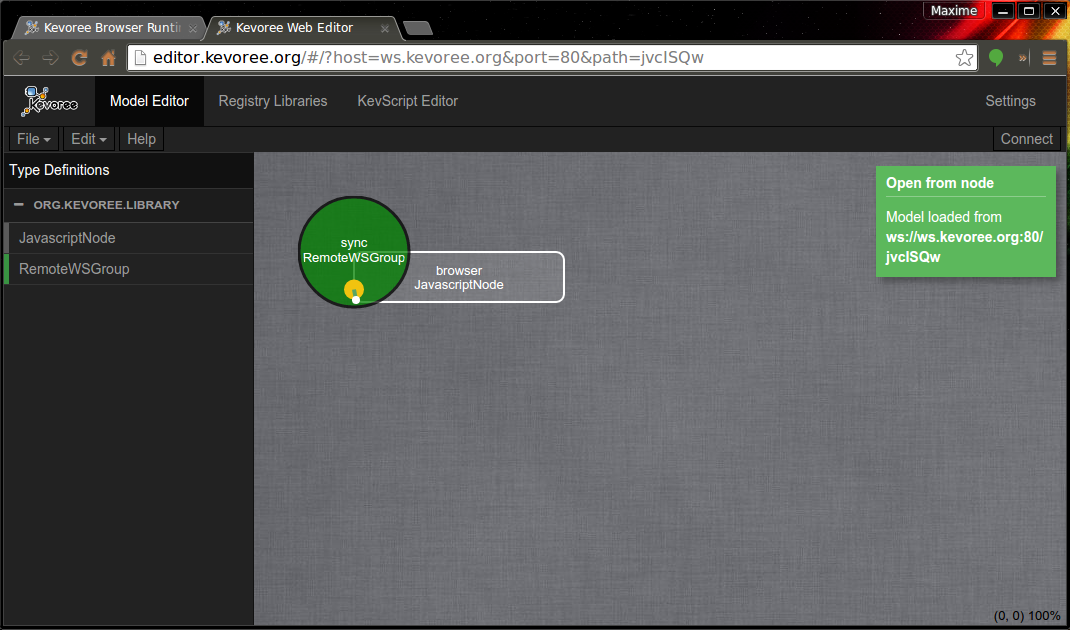 Maxime
Kevoree Browser Runti
Kevoree Web Editor
editor.kevoree.org/#/?host=ws.kevoree.org&port=80&path=jvcISQw
»
Kevoree
Model Editor
Registry Libraries
KevScript Editor
Settings
File
Edit
Help
Connect
Type Definitions
ORG.KEVOREE.LIBRARY
JavascriptNode
RemoteWSGroup
sync
RemoteWSGroup
browser
JavascriptNode
Open from node
Model loaded from
ws://ws.kevoree.org:80/
jvcISQw
(0, 0) 100%